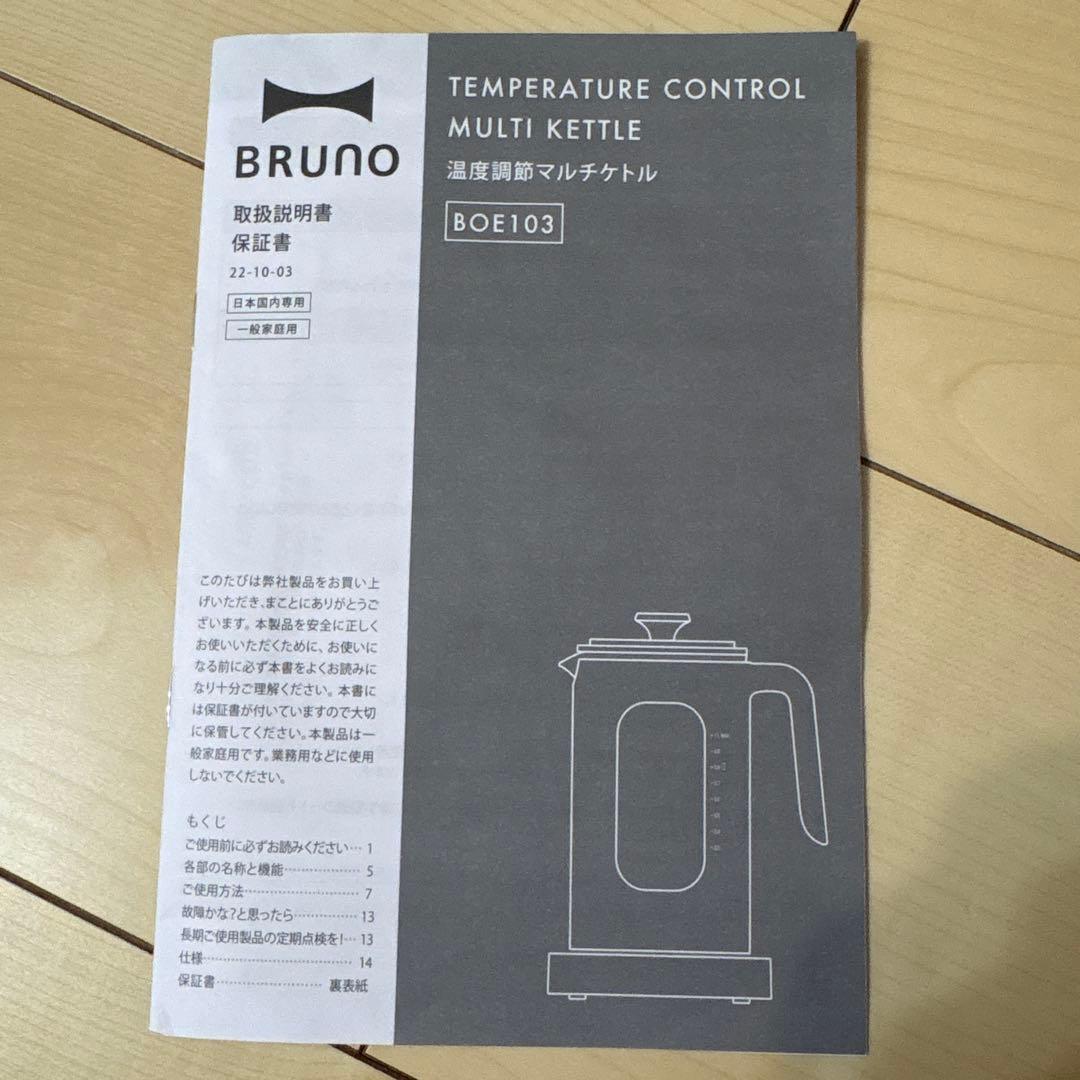 BRUNO
取扱説明書
保証書
22-10-03
日本国内専用
一般家庭用
TEMPERATURE CONTROL
MULTI KETTLE
温度調節マルチケトル
BOE103
このたびは弊社製品をお買い上
げいただき、まことにありがとうご
ざいます。本製品を安全に正しく
お使いいただくために、お使いに
なる前に必ず本書をよくお読みに
なり十分ご理解ください。本書に
は保証書が付いていますので大切
に保管してください。本製品は一
般家庭用です。業務用などに使用
しないでください。
もくじ
ご使用前に必ずお読みください… 1
各部の名称と機能……………… 5
ご使用方法……………………… 7
故障かな?と思ったら…………… 13
長期ご使用製品の定期点検を!… 13
仕様……………………………… 14
保証書…………………… 裏表紙